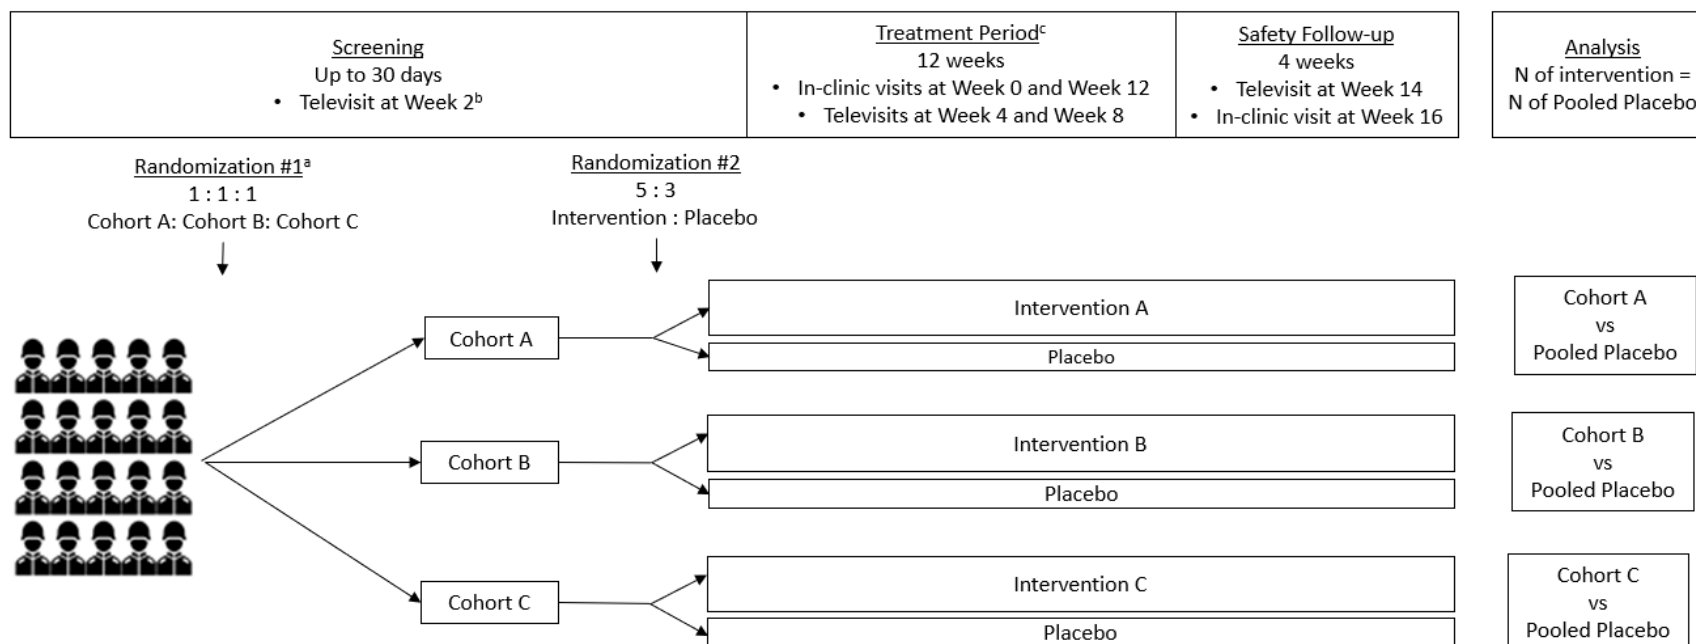 Screening
Up to 30 days
• Televisit at Week 2ᵇ
Treatment Periodᶜ
12 weeks
• In-clinic visits at Week 0 and Week 12
• Televisits at Week 4 and Week 8
Safety Follow-up
4 weeks
• Televisit at Week 14
• In-clinic visit at Week 16
Analysis
N of intervention =
N of Pooled Placebo
Randomization #1ᵃ
1 : 1 : 1
Cohort A: Cohort B: Cohort C
Randomization #2
5 : 3
Intervention : Placebo
Cohort A
Intervention A
Placebo
Cohort A
vs
Pooled Placebo
Cohort B
Intervention B
Placebo
Cohort B
vs
Pooled Placebo
Cohort C
Intervention C
Placebo
Cohort C
vs
Pooled Placebo